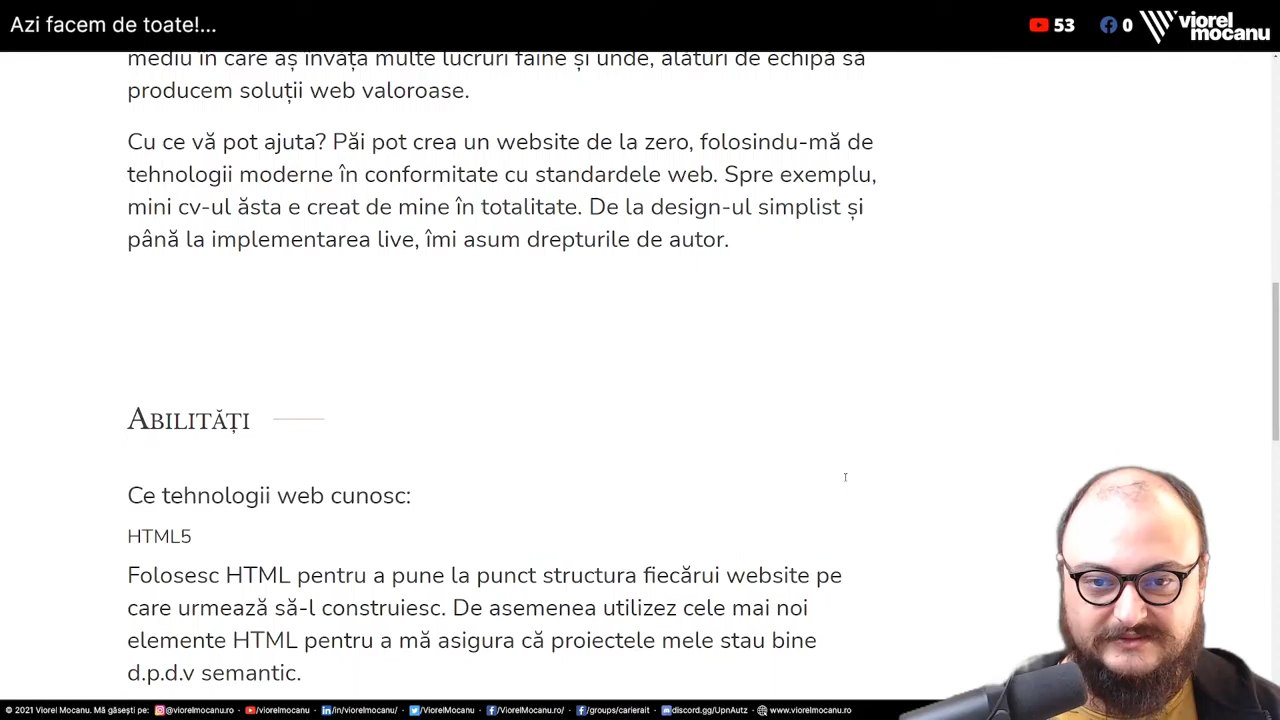 Azi facem de toate!...
53
0
viorel
mocanu
mediu în care aș învăța multe lucruri faine și unde, alături de echipă să
producem soluții web valoroase.
Cu ce vă pot ajuta? Păi pot crea un website de la zero, folosindu-mă de
tehnologii moderne în conformitate cu standardele web. Spre exemplu,
mini cv-ul ăsta e creat de mine în totalitate. De la design-ul simplist și
până la implementarea live, îmi asum drepturile de autor.
Abilități
Ce tehnologii web cunosc:
HTML5
Folosesc HTML pentru a pune la punct structura fiecărui website pe
care urmează să-l construiesc. De asemenea utilizez cele mai noi
elemente HTML pentru a mă asigura că proiectele mele stau bine
d.p.d.v semantic.
© 2021 Viorel Mocanu. Mă găsești pe: @viorelmocanu.ro · /viorelmocanu · /in/viorelmocanu/ · /ViorelMocanu · /ViorelMocanu.ro/ · /groups/carierait · discord.gg/UpnAutz · www.viorelmocanu.ro